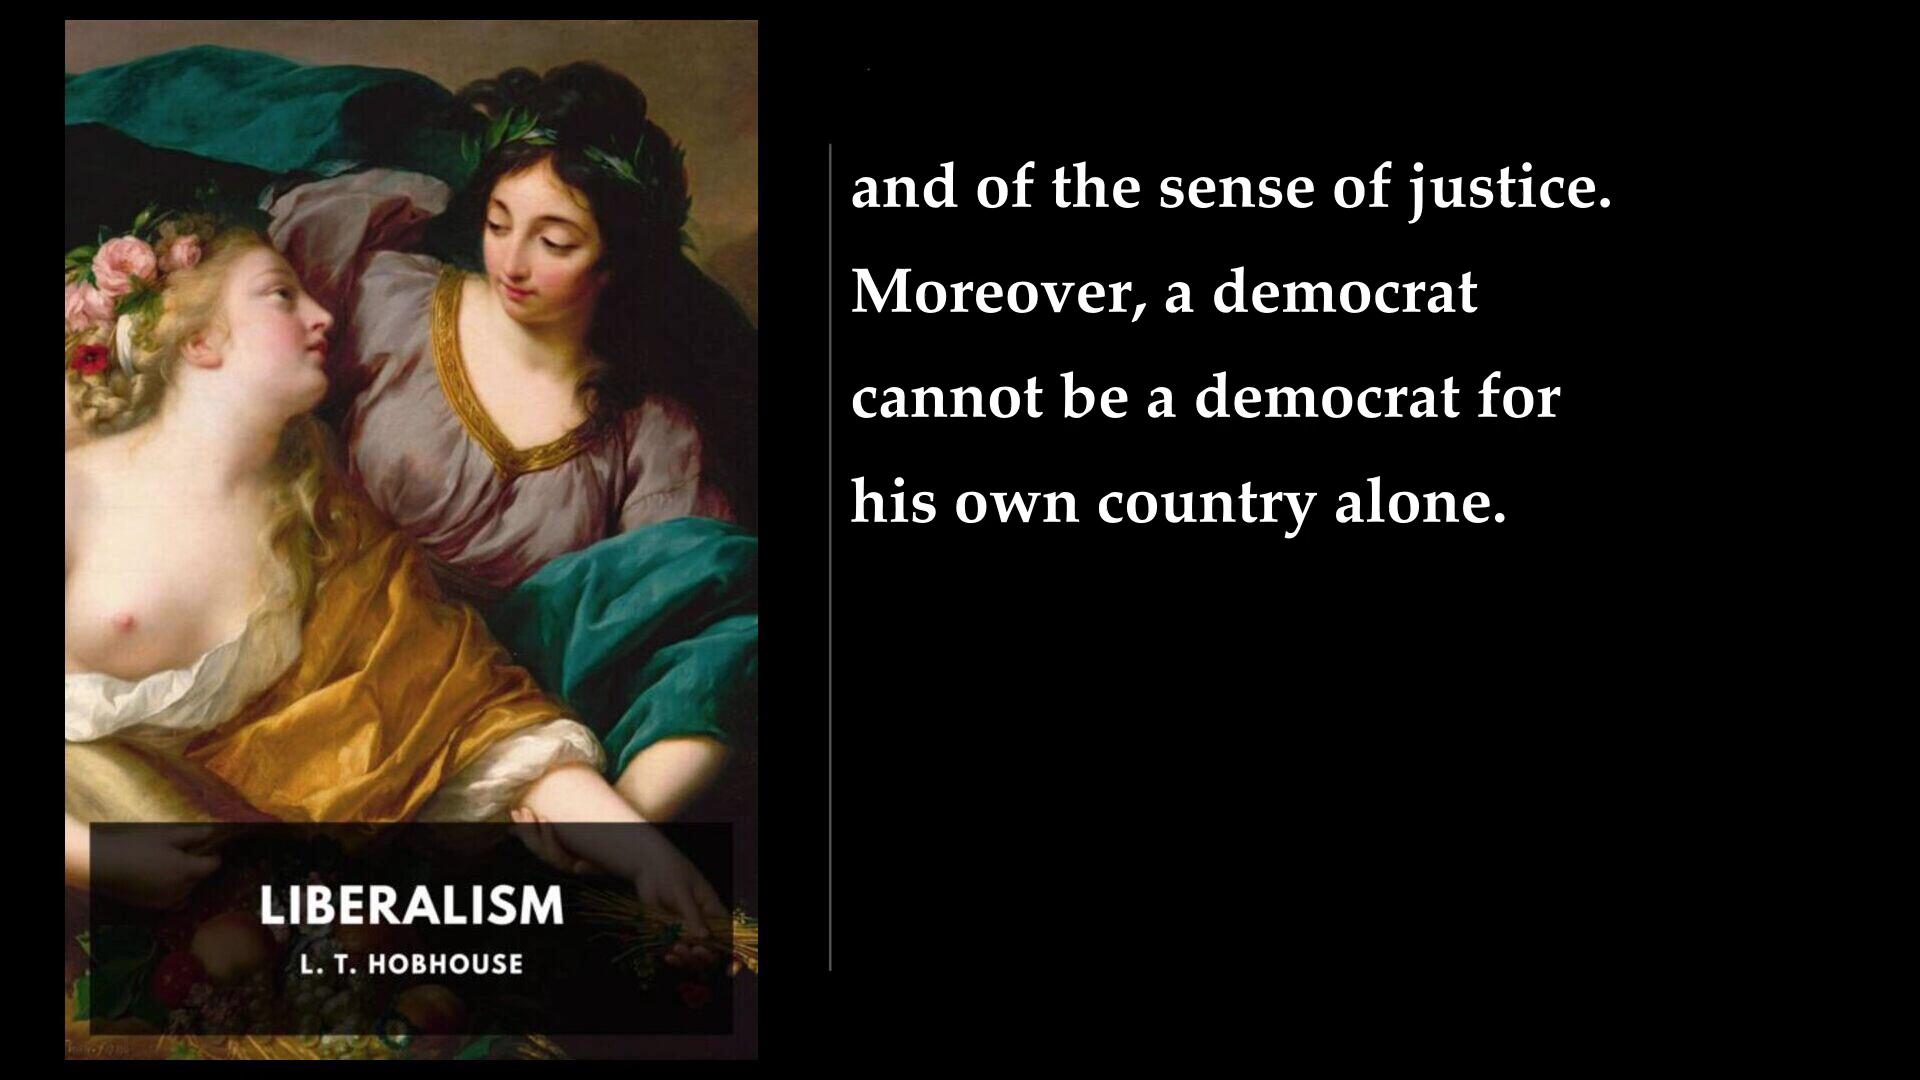 and of the sense of justice.
Moreover, a democrat
cannot be a democrat for
his own country alone.
LIBERALISM
L. T. HOBHOUSE